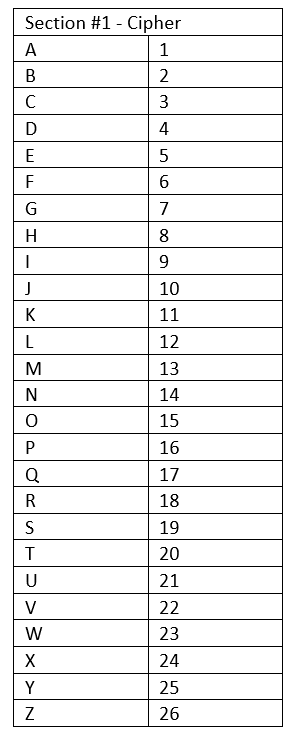 Section #1 - Cipher
A 1
B 2
C 3
D 4
E 5
F 6
G 7
H 8
I 9
J 10
K 11
L 12
M 13
N 14
O 15
P 16
Q 17
R 18
S 19
T 20
U 21
V 22
W 23
X 24
Y 25
Z 26